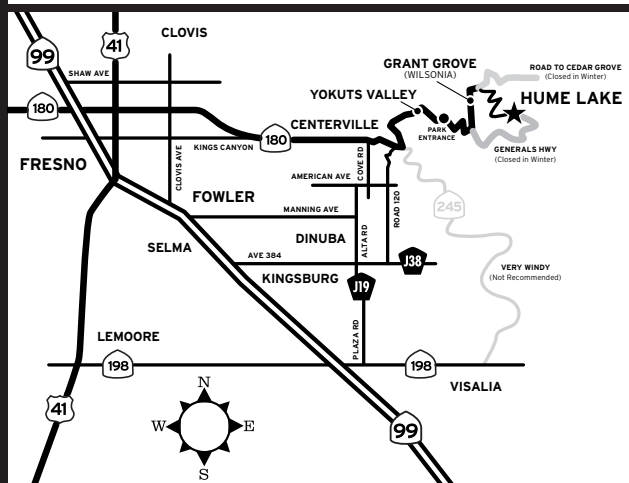 CLOVIS
41
99
SHAW AVE
GRANT GROVE
(WILSONIA)
ROAD TO CEDAR GROVE
(Closed in Winter)
YOKUTS VALLEY
HUME LAKE
180
CENTERVILLE
PARK
ENTRANCE
180
KINGS CANYON
GENERALS HWY
(Closed in Winter)
FRESNO
CLOVIS AVE
COVE RD
AMERICAN AVE
FOWLER
ROAD 120
245
MANNING AVE
SELMA
DINUBA
ALTA RD
AVE 384
J38
KINGSBURG
J19
VERY WINDY
(Not Recommended)
LEMOORE
PLAZA RD
198
198
VISALIA
41
N
W
E
S
99